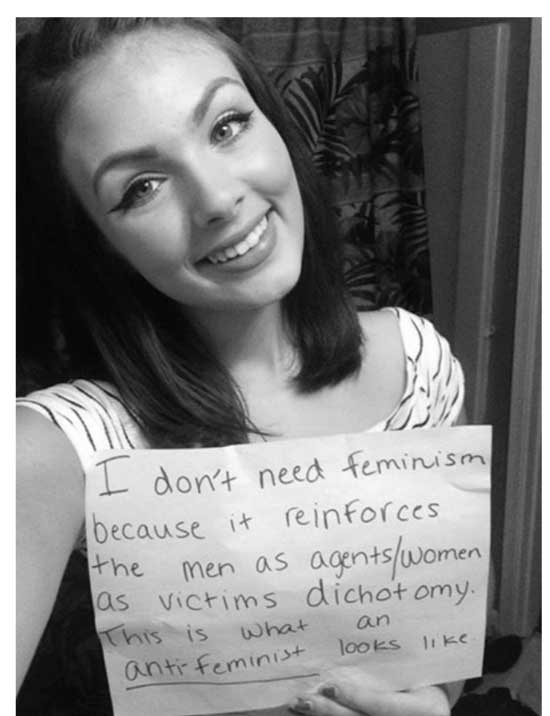 I don't need feminism
because it reinforces
the men as agents/women
as victims dichotomy.
This is what an
anti-feminist looks like.